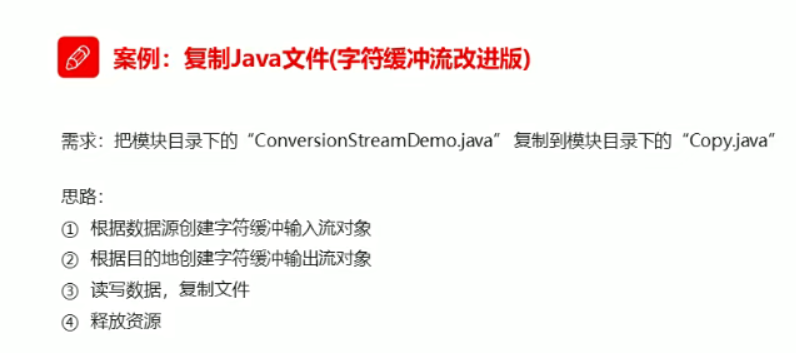 案例：复制Java文件(字符缓冲流改进版)
需求：把模块目录下的“ConversionStreamDemo.java” 复制到模块目录下的“Copy.java”
思路：
① 根据数据源创建字符缓冲输入流对象
② 根据目的地创建字符缓冲输出流对象
③ 读写数据，复制文件
④ 释放资源